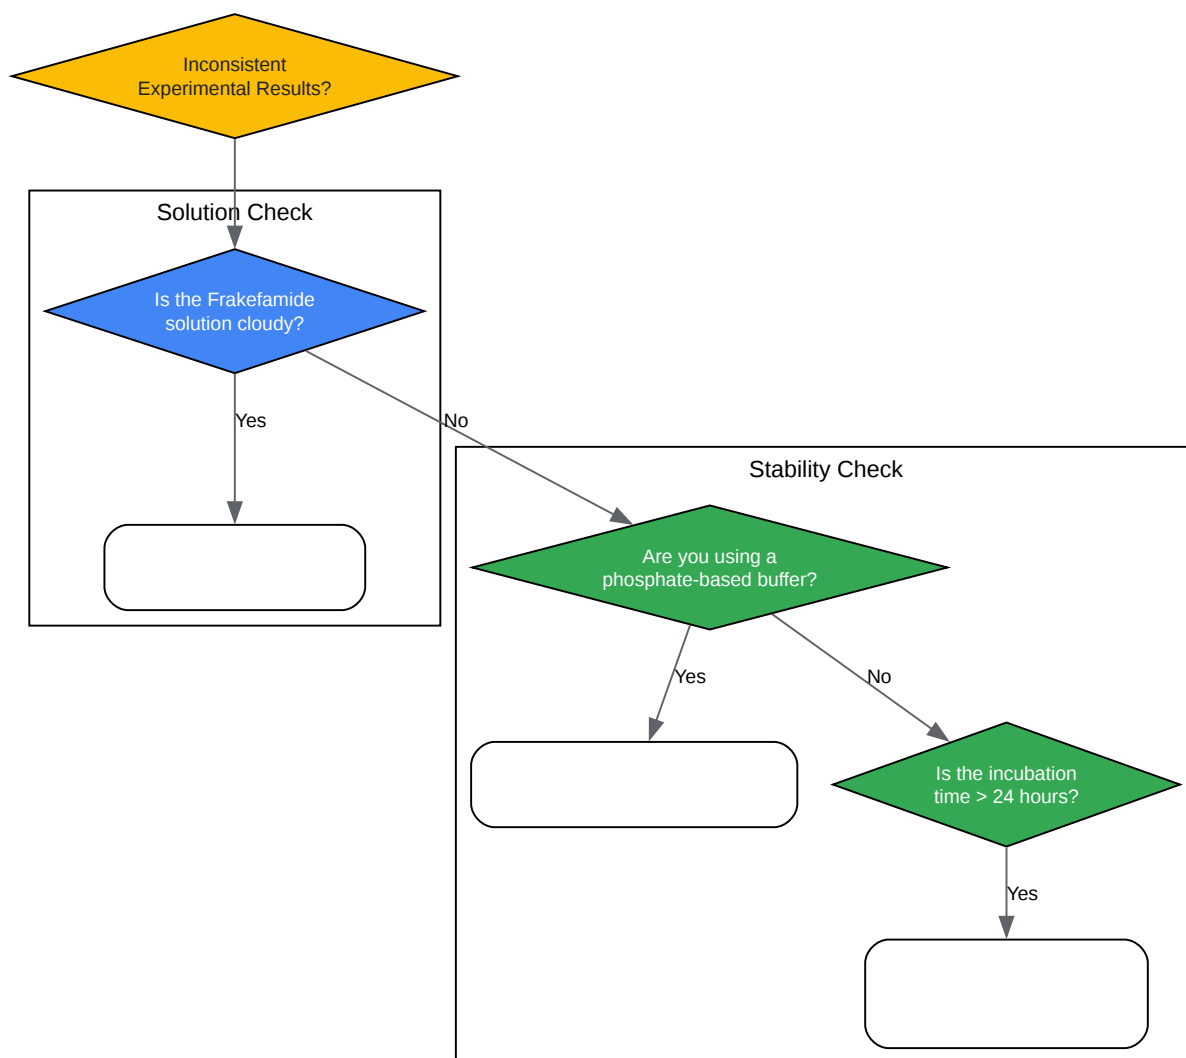 Inconsistent
Experimental Results?
Solution Check
Is the Frakefamide
solution cloudy?
Yes
No
Stability Check
Are you using a
phosphate-based buffer?
Yes
No
Is the incubation
time > 24 hours?
Yes